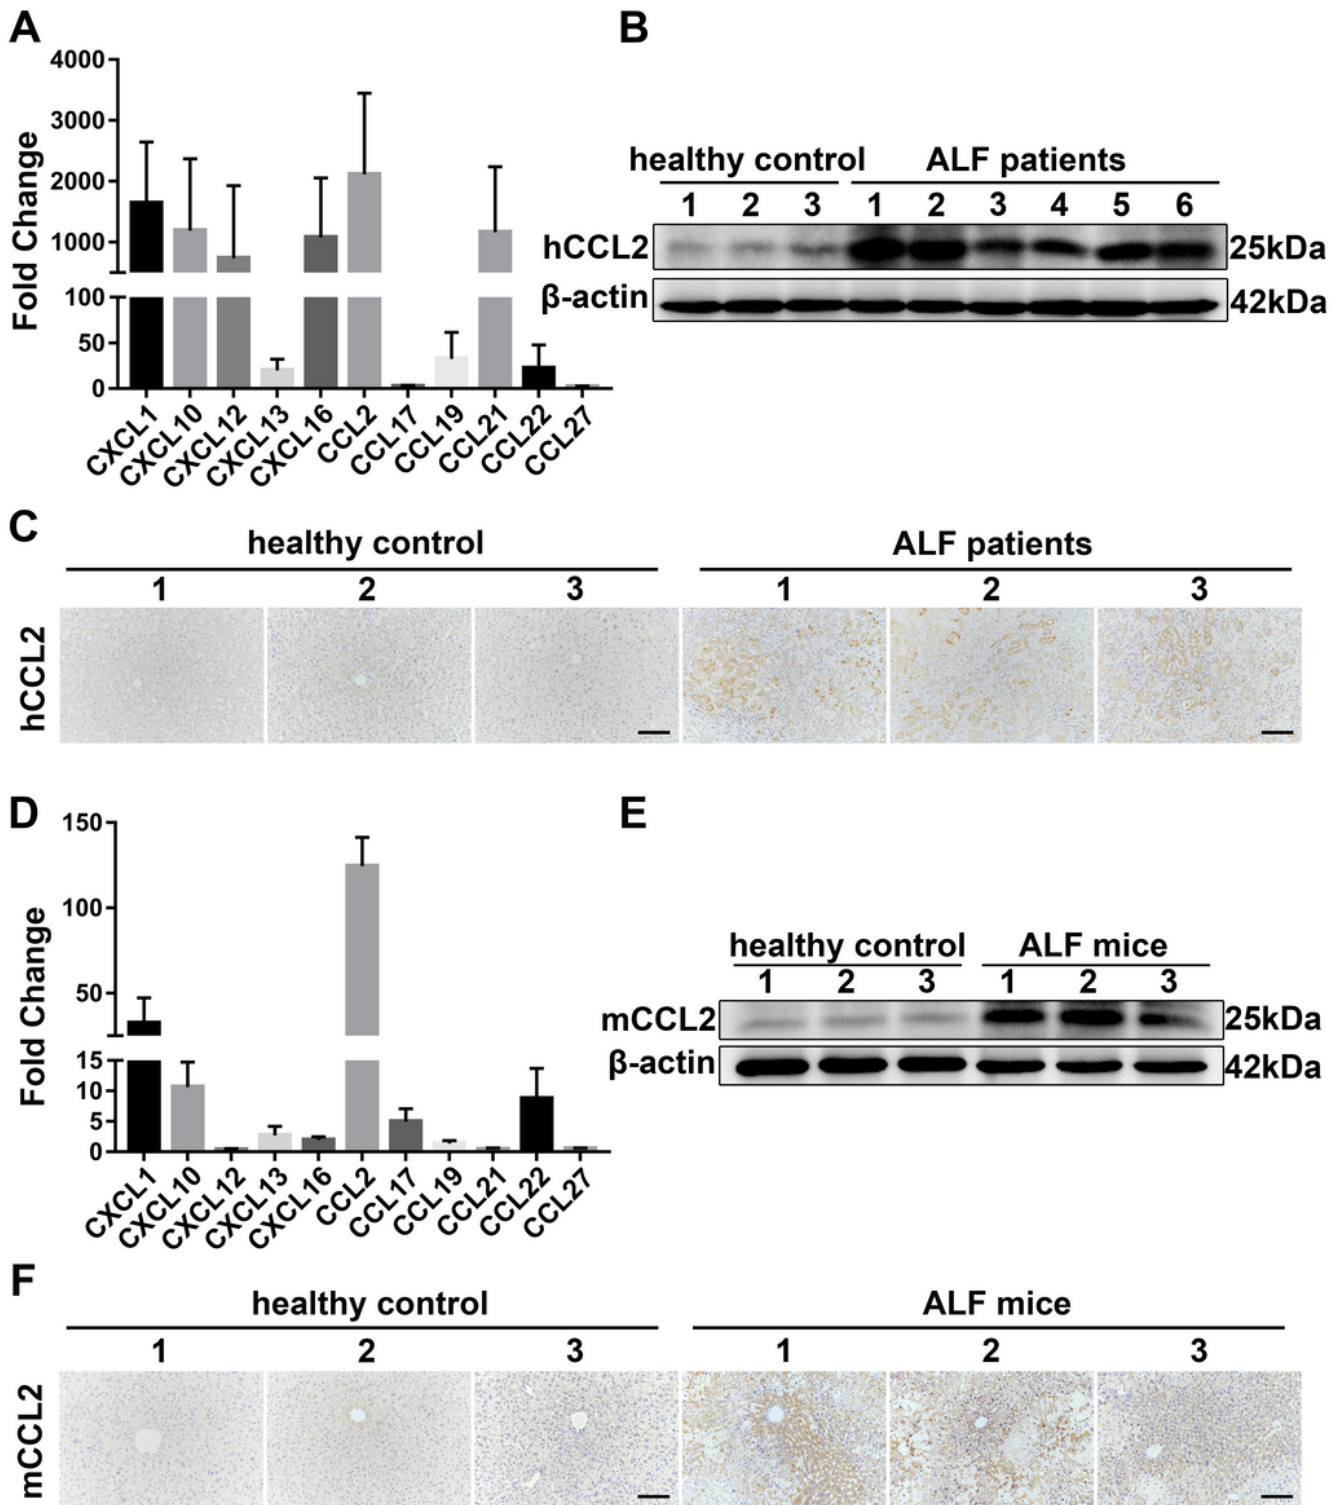 A
Fold Change
4000
3000
2000
1000
100
50
0
CXCL1
CXCL10
CXCL12
CXCL13
CXCL16
CCL2
CCL17
CCL19
CCL21
CCL22
CCL27
B
healthy control ALF patients
1 2 3 1 2 3 4 5 6
hCCL2 25kDa
β-actin 42kDa
C
healthy control ALF patients
1 2 3 1 2 3
hCCL2
D
Fold Change
150
100
50
15
10
5
0
CXCL1
CXCL10
CXCL12
CXCL13
CXCL16
CCL2
CCL17
CCL19
CCL21
CCL22
CCL27
E
healthy control ALF mice
1 2 3 1 2 3
mCCL2 25kDa
β-actin 42kDa
F
healthy control ALF mice
1 2 3 1 2 3
mCCL2